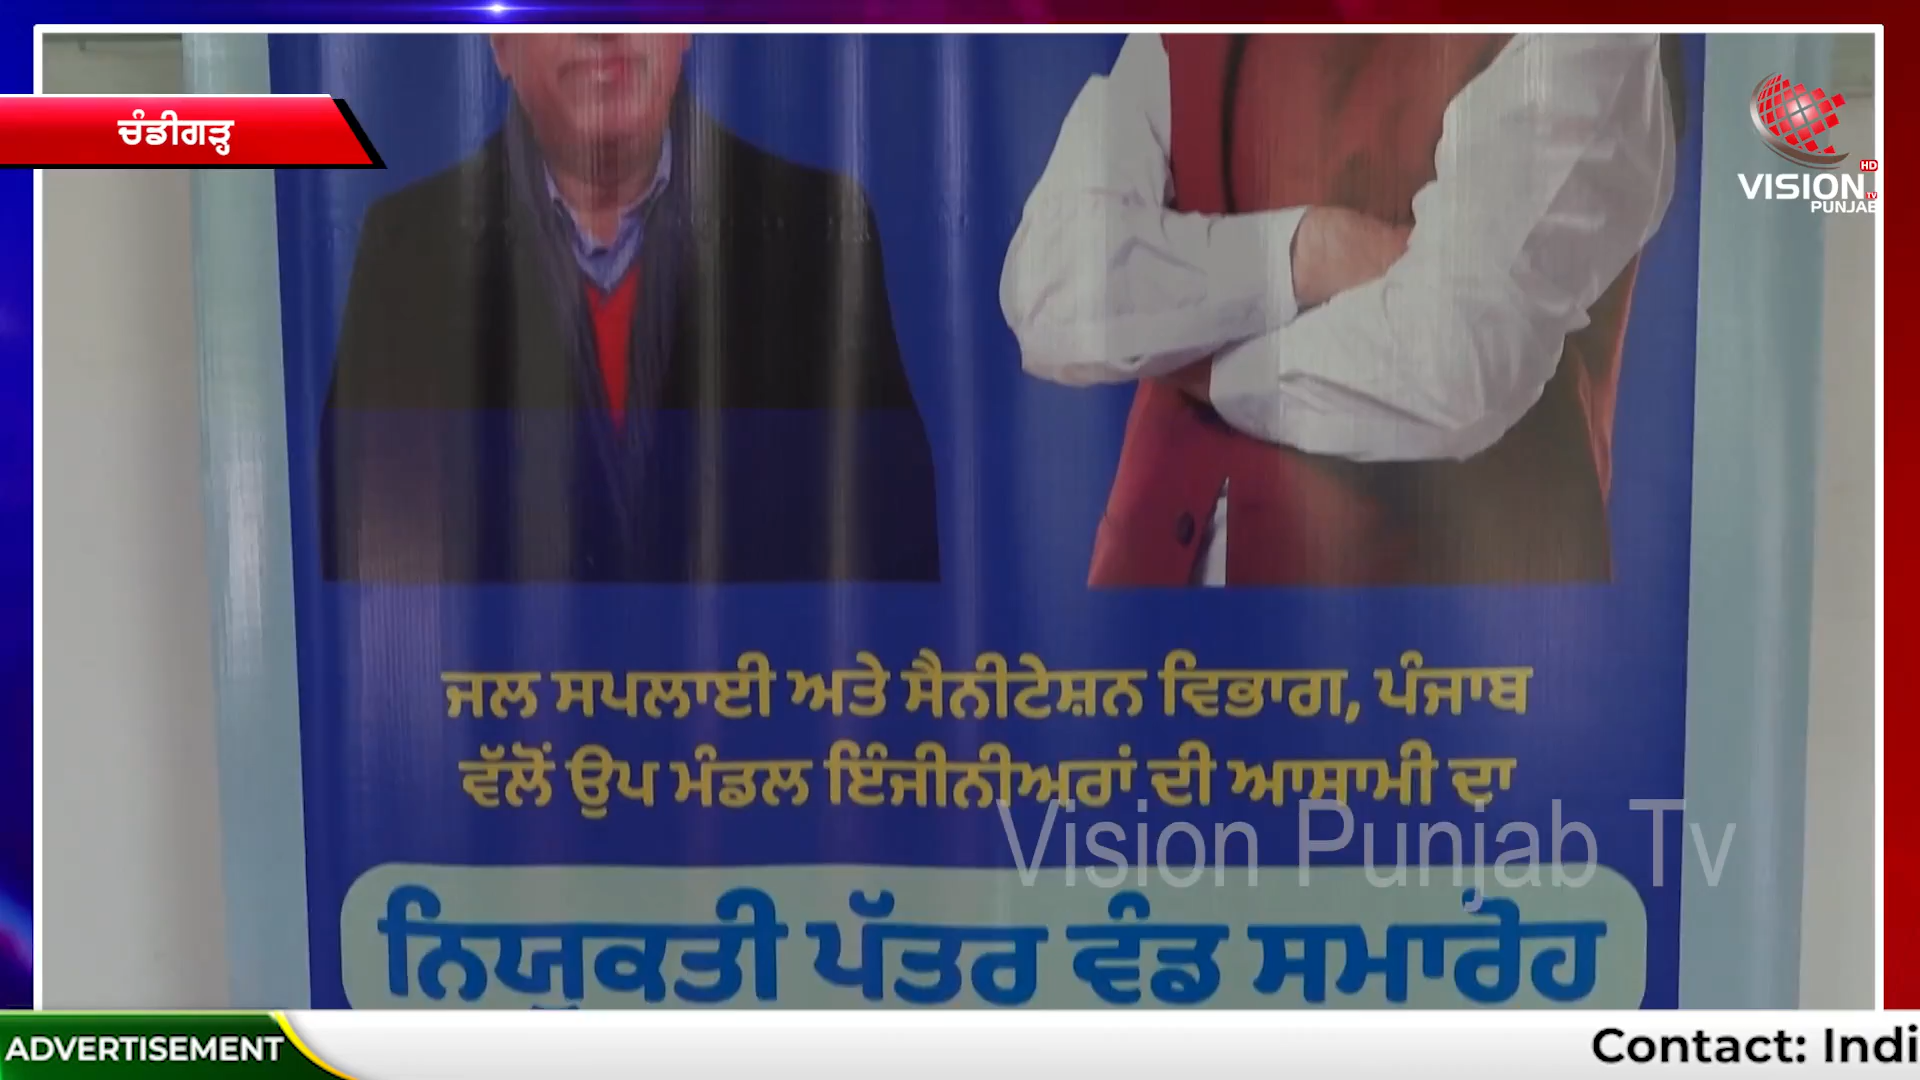 ਚੰਡੀਗੜ੍ਹ
HD
VISION
TV
PUNJAB
ਜਲ ਸਪਲਾਈ ਅਤੇ ਸੈਨੀਟੇਸ਼ਨ ਵਿਭਾਗ, ਪੰਜਾਬ
ਵੱਲੋਂ ਉਪ ਮੰਡਲ ਇੰਜੀਨੀਅਰਾਂ ਦੀ ਆਸਾਮੀ ਦਾ
Vision Punjab Tv
ਨਿਯੁਕਤੀ ਪੱਤਰ ਵੰਡ ਸਮਾਰੋਹ
ADVERTISEMENT
Contact: Indi